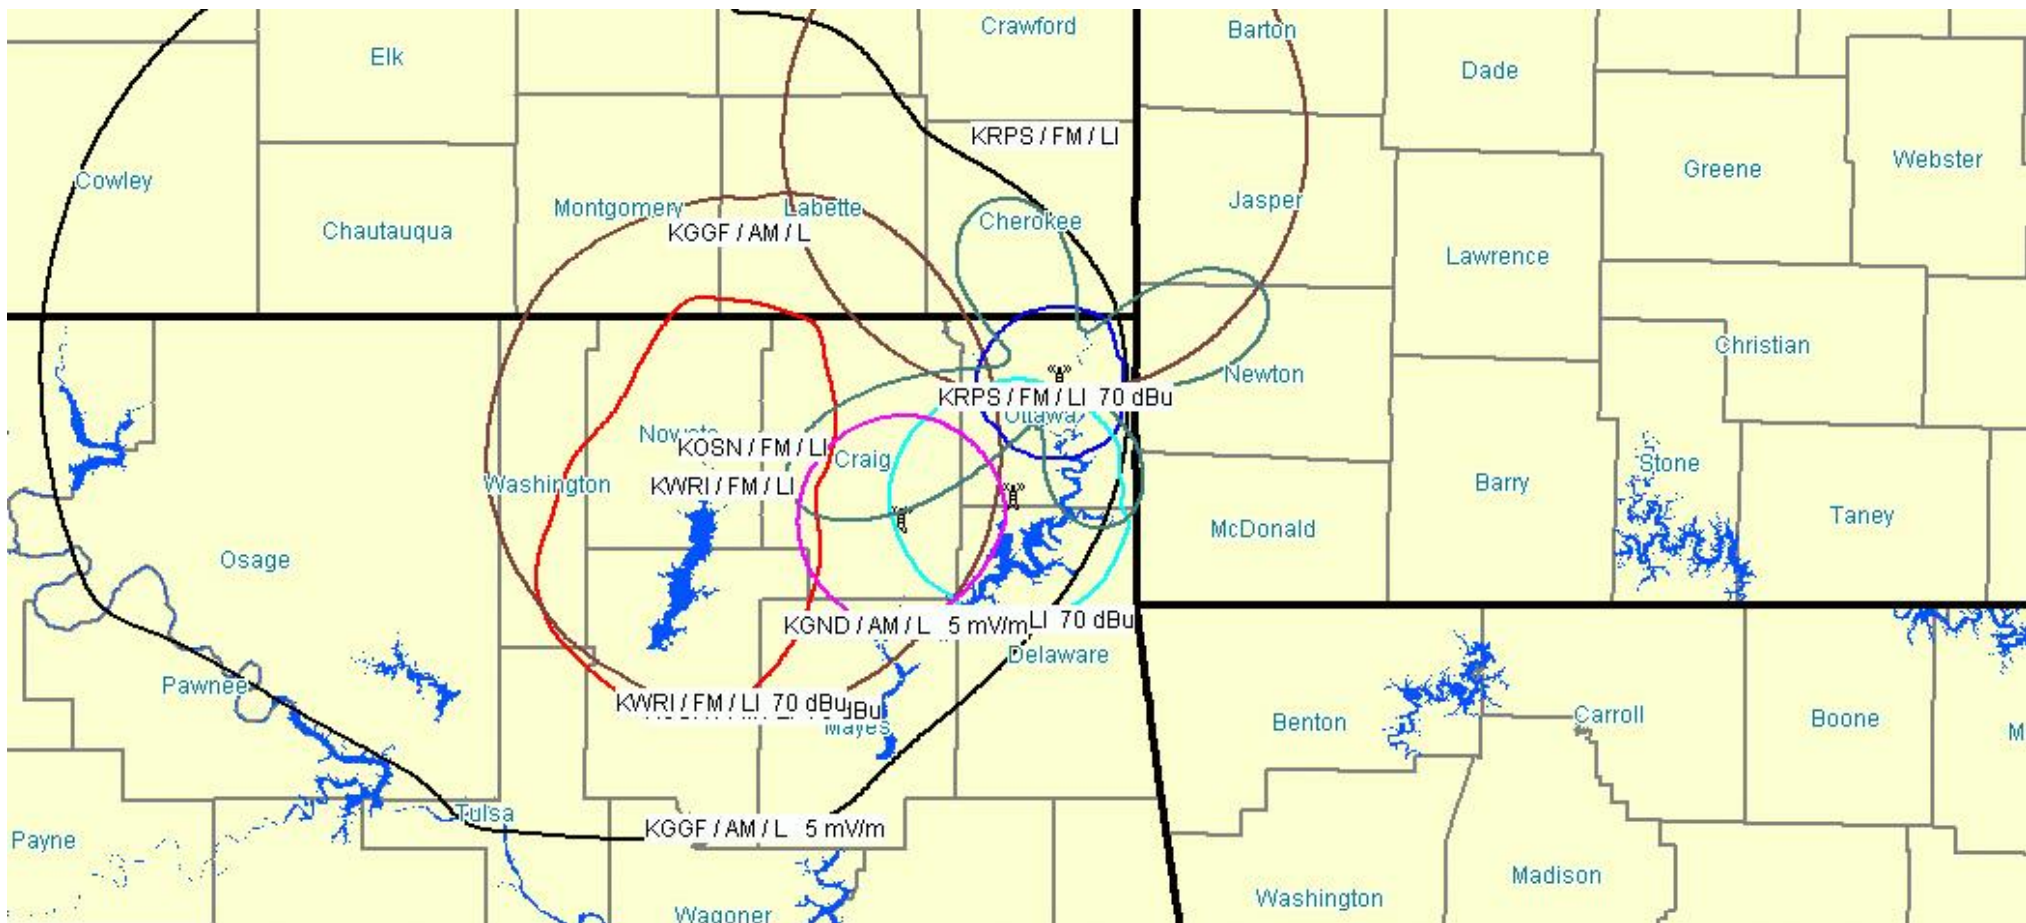 Crawford
Barton
Elk
Dade
KRPS / FM / LI
Webster
Greene
Cowley
Jasper
Montgomery
Labette
Cherokee
Chautauqua
KGGF / AM / L
Lawrence
Christian
Newton
KRPS / FM / LI 70 dBu
Ottawa
KOSN / FM / LI
Craig
Stone
Washington
KWRI / FM / LI
Barry
Taney
McDonald
Osage
KGND / AM / L 5 mV/m
LI 70 dBu
Delaware
Pawnee
KWRI / FM / LI 70 dBu
dBu
Mayes
Benton
Carroll
Boone
M
Tulsa
KGGF / AM / L 5 mV/m
Payne
Madison
Washington
Wagoner